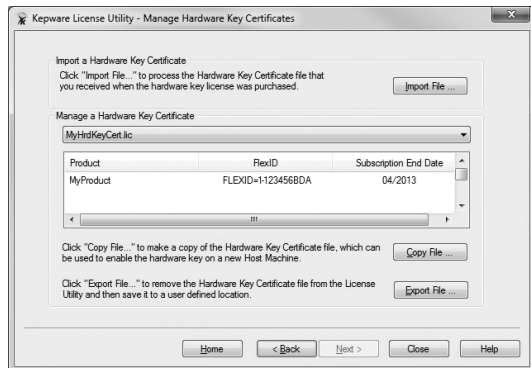 Kepware License Utility - Manage Hardware Key Certificates
Import a Hardware Key Certificate
Click "Import File..." to process the Hardware Key Certificate file that
you received when the hardware key license was purchased.
Import File ...
Manage a Hardware Key Certificate
MyHrdKeyCert.lic
Product FlexID Subscription End Date
MyProduct FLEXID=1-123456BDA 04/2013
Click "Copy File..." to make a copy of the Hardware Key Certificate file, which can
be used to enable the hardware key on a new Host Machine.
Copy File ...
Click "Export File..." to remove the Hardware Key Certificate file from the License
Utility and then save it to a user defined location.
Export File ...
Home < Back Next > Close Help